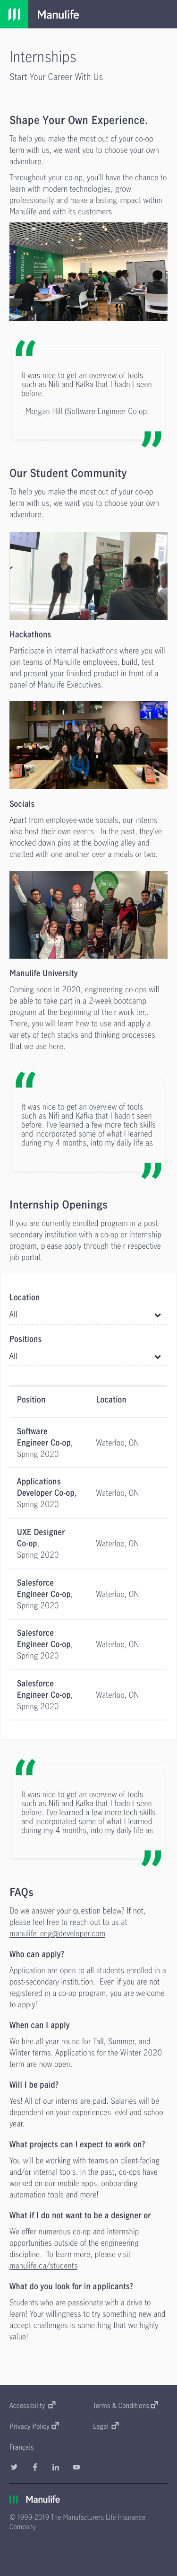 Manulife
Internships
Start Your Career With Us
Shape Your Own Experience.
To help you make the most out of your co-op
term with us, we want you to choose your own
adventure.
Throughout your co-op, you'll have the chance to
learn with modern technologies, grow
professionally and make a lasting impact within
Manulife and with its customers.
“
It was nice to get an overview of tools
such as Nifi and Kafka that I hadn't seen
before.
- Morgan Hill (Software Engineer Co-op,
”
Our Student Community
To help you make the most out of your co-op
term with us, we want you to choose your own
adventure.
Hackathons
Participate in internal hackathons where you will
join teams of Manulife employees, build, test
and present your finished product in front of a
panel of Manulife Executives.
Socials
Apart from employee-wide socials, our interns
also host their own events.  In the past, they've
knocked down pins at the bowling alley and
chatted with one another over a meals or two.
Manulife University
Coming soon in 2020, engineering co-ops will
be able to take part in a 2-week bootcamp
program at the beginning of their work ter,.
There, you will learn how to use and apply a
variety of tech stacks and thinking processes
that we use here.
“
It was nice to get an overview of tools
such as Nifi and Kafka that I hadn't seen
before. I've learned a few more tech skills
and incorporated some of what I learned
during my 4 months, into my daily life as
”
Internship Openings
If you are currently enrolled program in a post-
secondary institution with a co-op or internship
program, please apply through their respective
job portal.
Location
All
Positions
All
Position Location
Software
Engineer Co-op, Waterloo, ON
Spring 2020
Applications
Developer Co-op, Waterloo, ON
Spring 2020
UXE Designer
Co-op, Waterloo, ON
Spring 2020
Salesforce
Engineer Co-op, Waterloo, ON
Spring 2020
Salesforce
Engineer Co-op, Waterloo, ON
Spring 2020
Salesforce
Engineer Co-op, Waterloo, ON
Spring 2020
“
It was nice to get an overview of tools
such as Nifi and Kafka that I hadn't seen
before. I've learned a few more tech skills
and incorporated some of what I learned
during my 4 months, into my daily life as
”
FAQs
Do we answer your question below? If not,
please feel free to reach out to us at
manulife_eng@developer.com
Who can apply?
Application are open to all students enrolled in a
post-secondary institution.  Even if you are not
registered in a co-op program, you are welcome
to apply!
When can I apply
We hire all year-round for Fall, Summer, and
Winter terms. Applications for the Winter 2020
term are now open.
Will I be paid?
Yes! All of our interns are paid. Salaries will be
dependent on your experiences level and school
year.
What projects can I expect to work on?
You will be working with teams on client-facing
and/or internal tools. In the past, co-ops have
worked on our mobile apps, onboarding
automation tools and more!
What if I do not want to be a designer or
We offer numerous co-op and internship
opportunities outside of the engineering
discipline.  To learn more, please visit
manulife.ca/students
What do you look for in applicants?
Students who are passionate with a drive to
learn! Your willingness to try something new and
accept challenges is something that we highly
value!
Accessibility Terms & Conditions
Privacy Policy Legal
Français
Manulife
© 1999-2019 The Manufacturers Life Insurance
Company